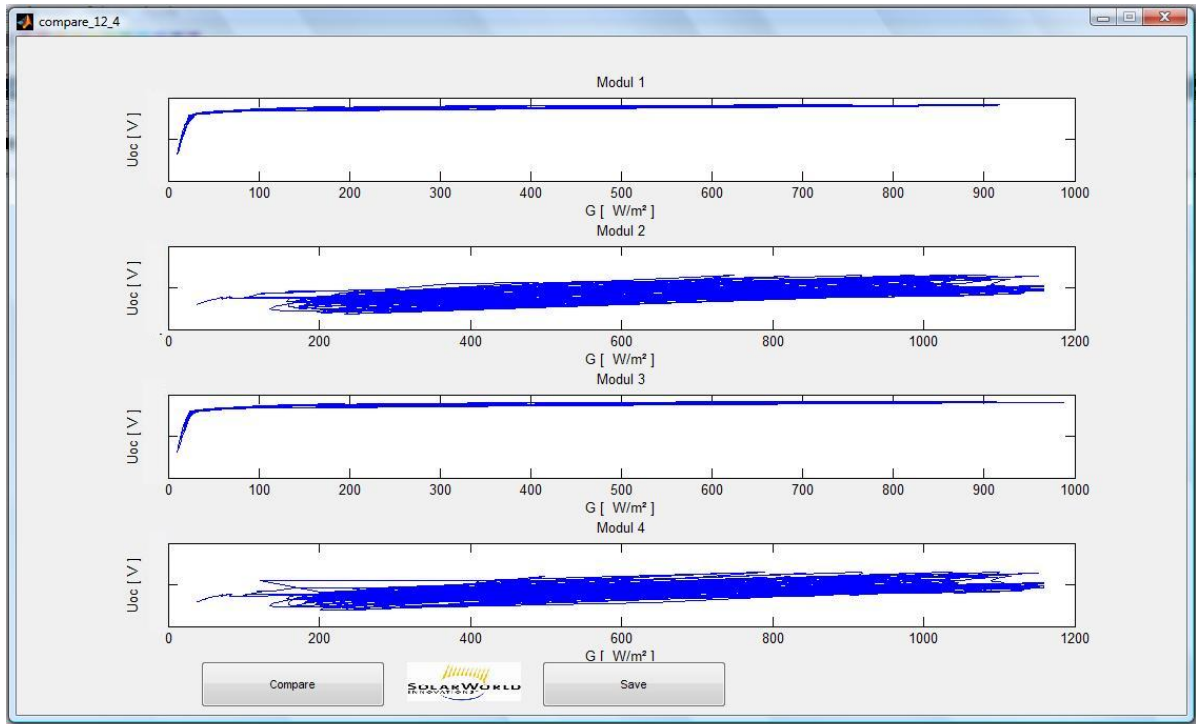 compare_12_4
Modul 1
Uoc [ V ]
0 100 200 300 400 500 600 700 800 900 1000
G [ W/m² ]
Modul 2
Uoc [ V ]
0 200 400 600 800 1000 1200
G [ W/m² ]
Modul 3
Uoc [ V ]
0 100 200 300 400 500 600 700 800 900 1000
G [ W/m² ]
Modul 4
Uoc [ V ]
0 200 400 600 800 1000 1200
G [ W/m² ]
Compare
SOLARWORLD
INNOVATIONS
Save